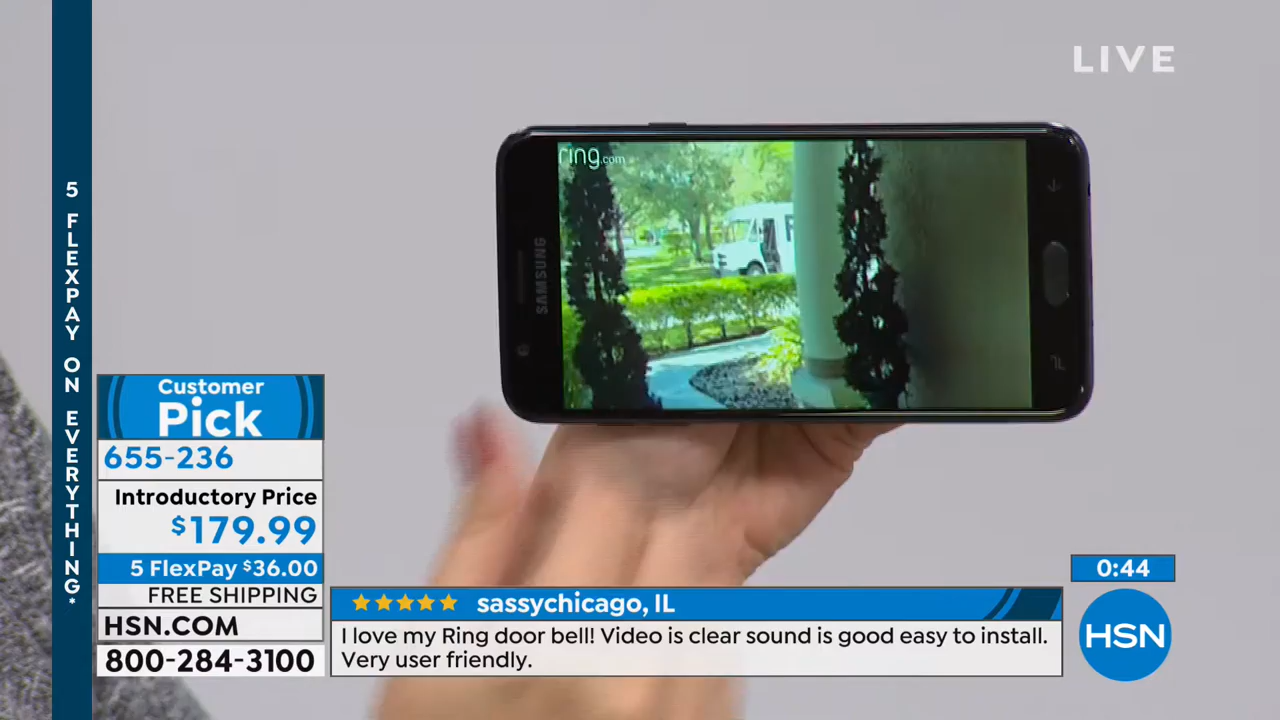 LIVE
5 FLEXPAY ON EVERYTHING*
ring.com
SAMSUNG
Customer
Pick
655-236
Introductory Price
$179.99
5 FlexPay $36.00
FREE SHIPPING
HSN.COM
800-284-3100
sassychicago, IL
I love my Ring door bell! Video is clear sound is good easy to install.
Very user friendly.
0:44
HSN